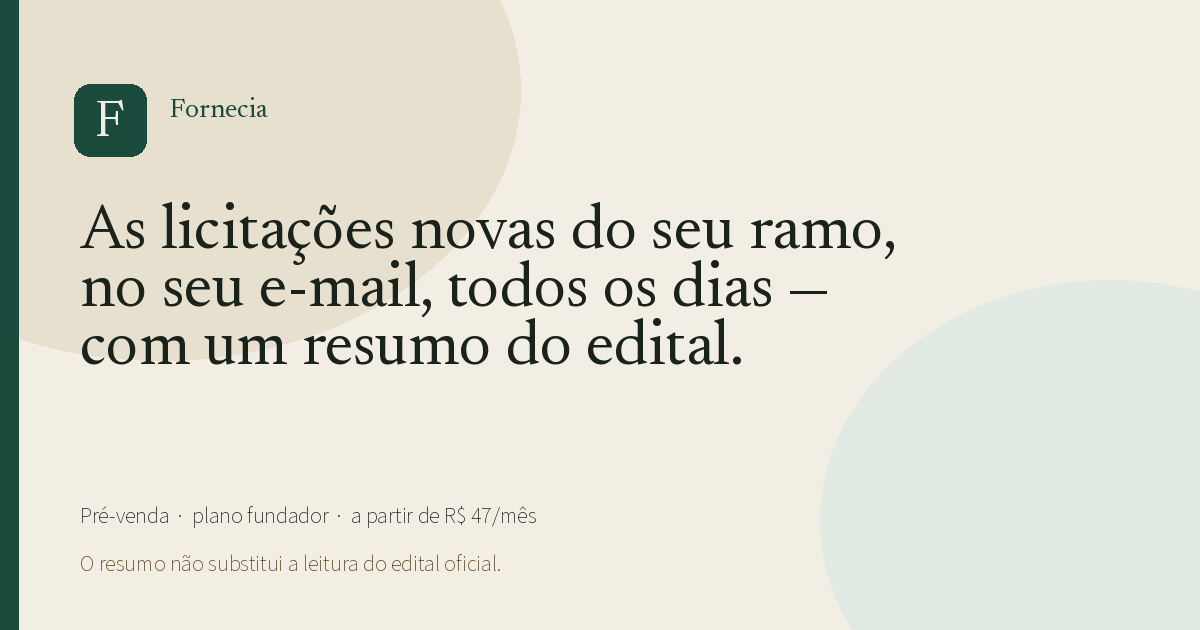 F
Fornecia
As licitações novas do seu ramo,
no seu e-mail, todos os dias —
com um resumo do edital.
Pré-venda · plano fundador · a partir de R$ 47/mês
O resumo não substitui a leitura do edital oficial.